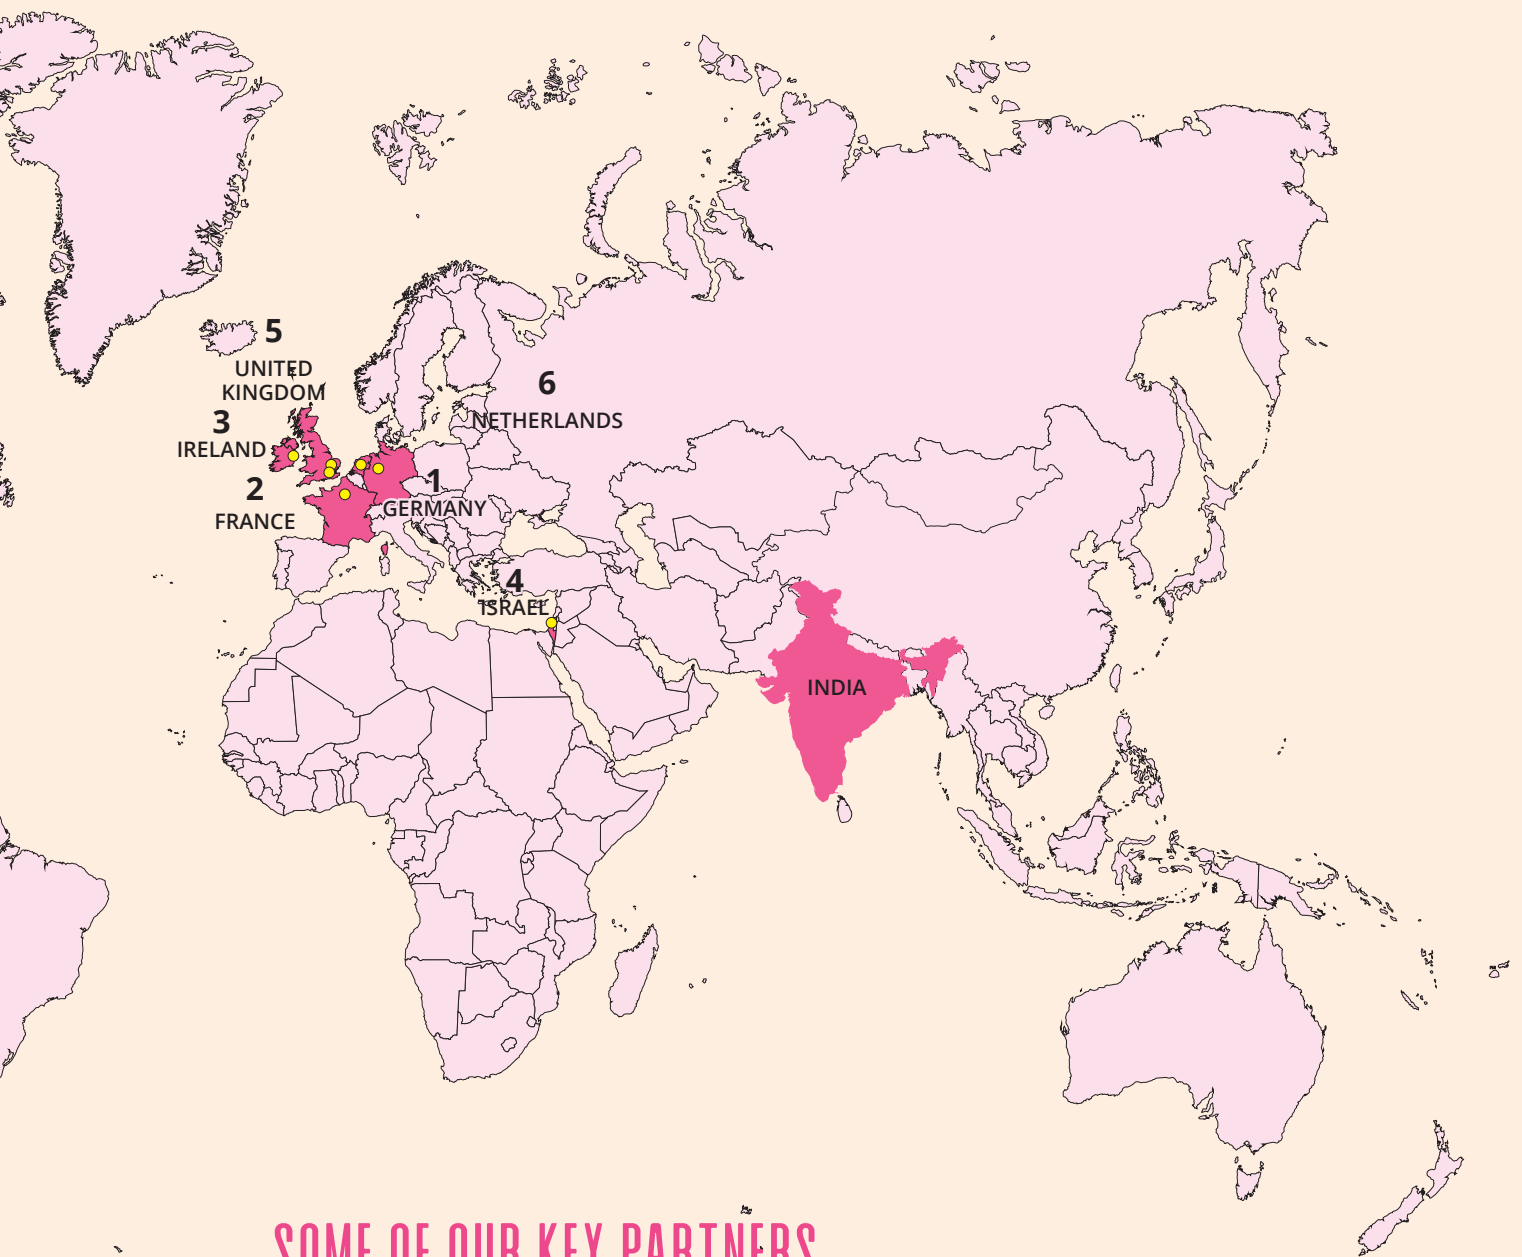 5
UNITED
KINGDOM
6
NETHERLANDS
3
IRELAND
1
GERMANY
2
FRANCE
4
ISRAEL
INDIA
SOME OF OUR KEY PARTNERS